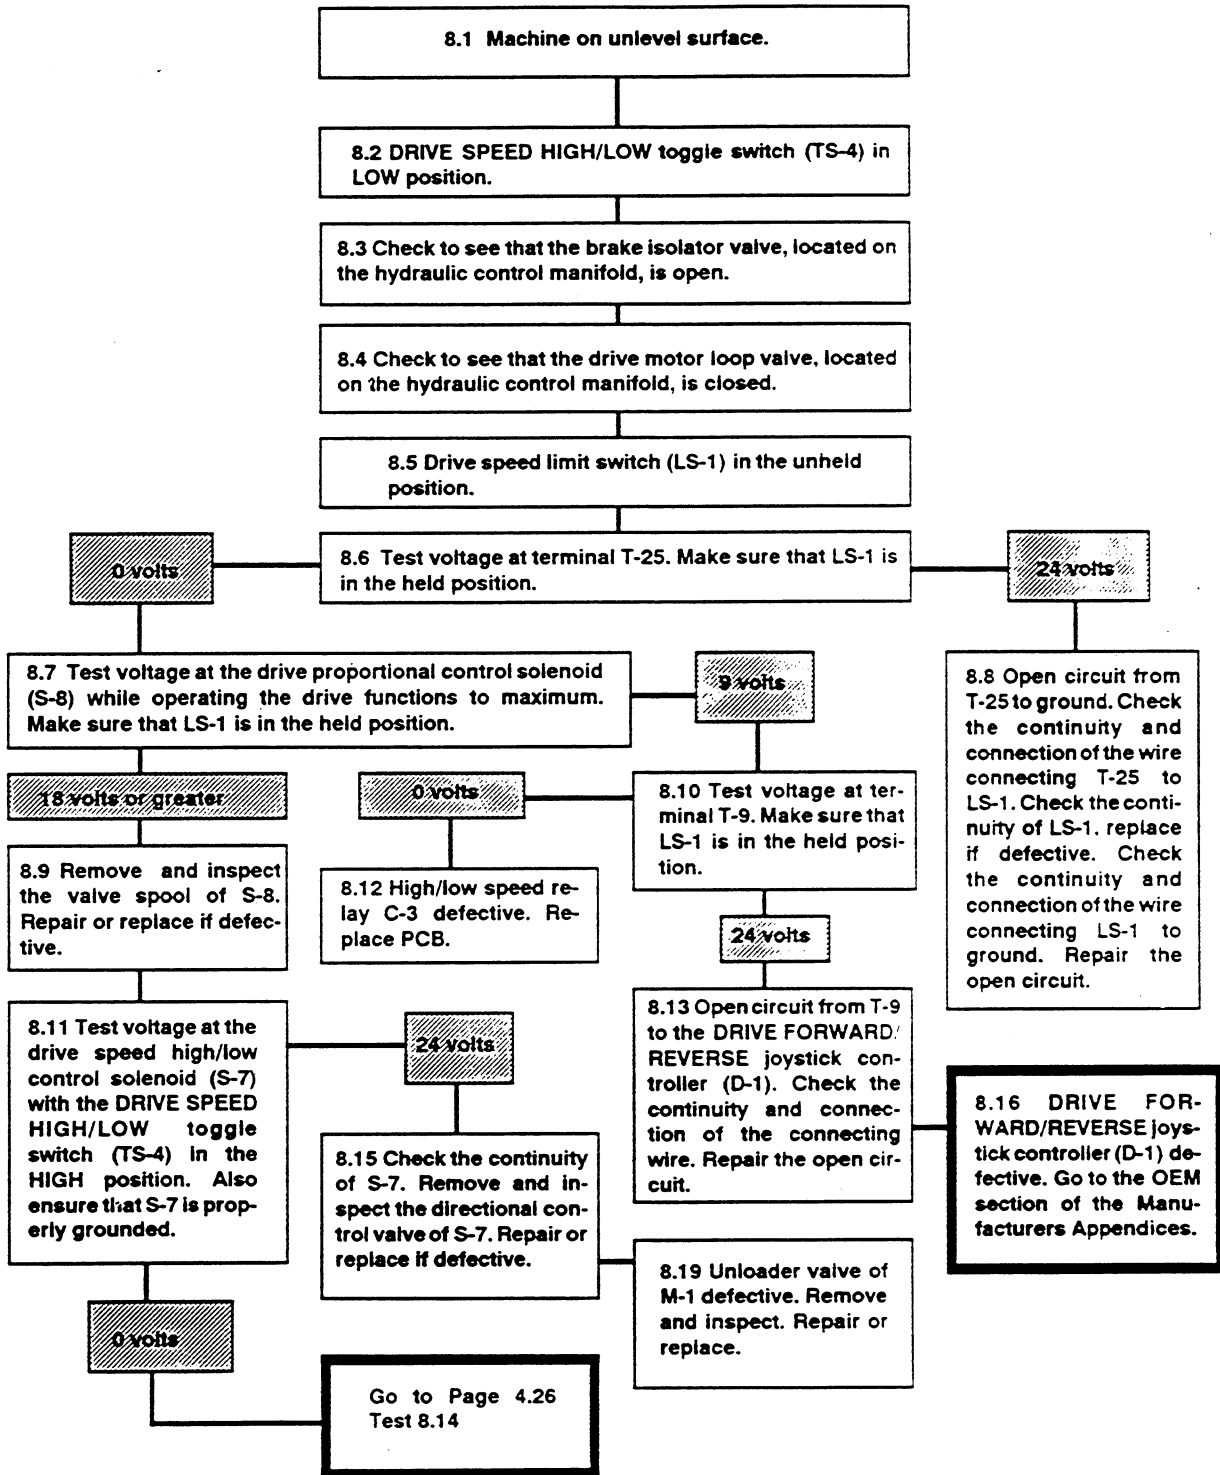 8.1 Machine on unlevel surface.
8.2 DRIVE SPEED HIGH/LOW toggle switch (TS-4) in
LOW position.
8.3 Check to see that the brake isolator valve, located on
the hydraulic control manifold, is open.
8.4 Check to see that the drive motor loop valve, located
on the hydraulic control manifold, is closed.
8.5 Drive speed limit switch (LS-1) in the unheld
position.
0 volts
8.6 Test voltage at terminal T-25. Make sure that LS-1 is
in the held position.
24 volts
8.7 Test voltage at the drive proportional control solenoid
(S-8) while operating the drive functions to maximum.
Make sure that LS-1 is in the held position.
9 volts
8.8 Open circuit from
T-25 to ground. Check
the continuity and
connection of the wire
connecting T-25 to
LS-1. Check the conti-
nuity of LS-1. replace
if defective. Check
the continuity and
connection of the wire
connecting LS-1 to
ground. Repair the
open circuit.
18 volts or greater
0 volts
8.10 Test voltage at ter-
minal T-9. Make sure that
LS-1 is in the held posi-
tion.
8.9 Remove and inspect
the valve spool of S-8.
Repair or replace if defec-
tive.
8.12 High/low speed re-
lay C-3 defective. Re-
place PCB.
24 volts
8.11 Test voltage at the
drive speed high/low
control solenoid (S-7)
with the DRIVE SPEED
HIGH/LOW toggle
switch (TS-4) in the
HIGH position. Also
ensure that S-7 is prop-
erly grounded.
24 volts
8.13 Open circuit from T-9
to the DRIVE FORWARD/
REVERSE joystick con-
troller (D-1). Check the
continuity and connec-
tion of the connecting
wire. Repair the open cir-
cuit.
8.16 DRIVE FOR-
WARD/REVERSE joys-
tick controller (D-1) de-
fective. Go to the OEM
section of the Manu-
facturers Appendices.
8.15 Check the continuity
of S-7. Remove and in-
spect the directional con-
trol valve of S-7. Repair or
replace if defective.
8.19 Unloader valve of
M-1 defective. Remove
and inspect. Repair or
replace.
0 volts
Go to Page 4.26
Test 8.14